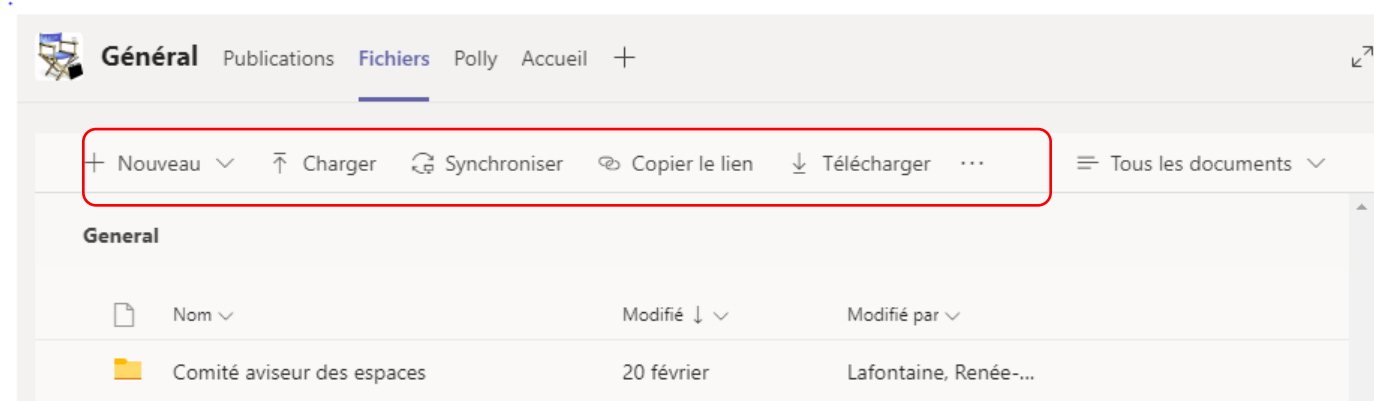 Général Publications Fichiers Polly Accueil +
+ Nouveau Charger Synchroniser Copier le lien Télécharger ... Tous les documents
General
Nom Modifié ↓ Modifié par
Comité aviseur des espaces 20 février Lafontaine, Renée-...